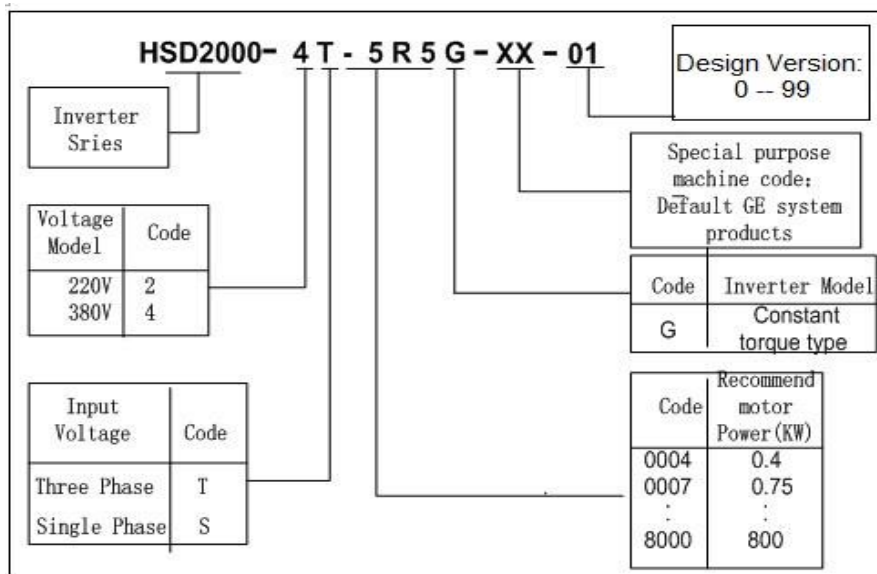 HSD2000- 4 T - 5 R 5 G - XX - 01
Design Version:
0 -- 99
Inverter
Sries
Special purpose
machine code:
Default GE system
products
Voltage Model Code
220V 2
380V 4
Code Inverter Model
G Constant torque type
Input Voltage Code
Three Phase T
Single Phase S
Code Recommend motor Power(KW)
0004 0.4
0007 0.75
: :
8000 800